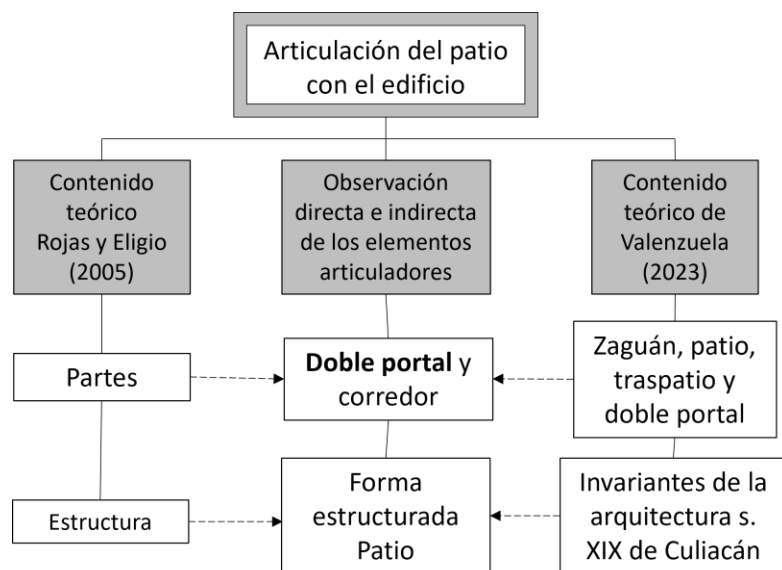 Articulación del patio
con el edificio
Contenido
teórico
Rojas y Eligio
(2005)
Observación
directa e indirecta
de los elementos
articuladores
Contenido
teórico de
Valenzuela
(2023)
Partes
Doble portal y
corredor
Zaguán, patio,
traspatio y
doble portal
Estructura
Forma
estructurada
Patio
Invariantes de la
arquitectura s.
XIX de Culiacán